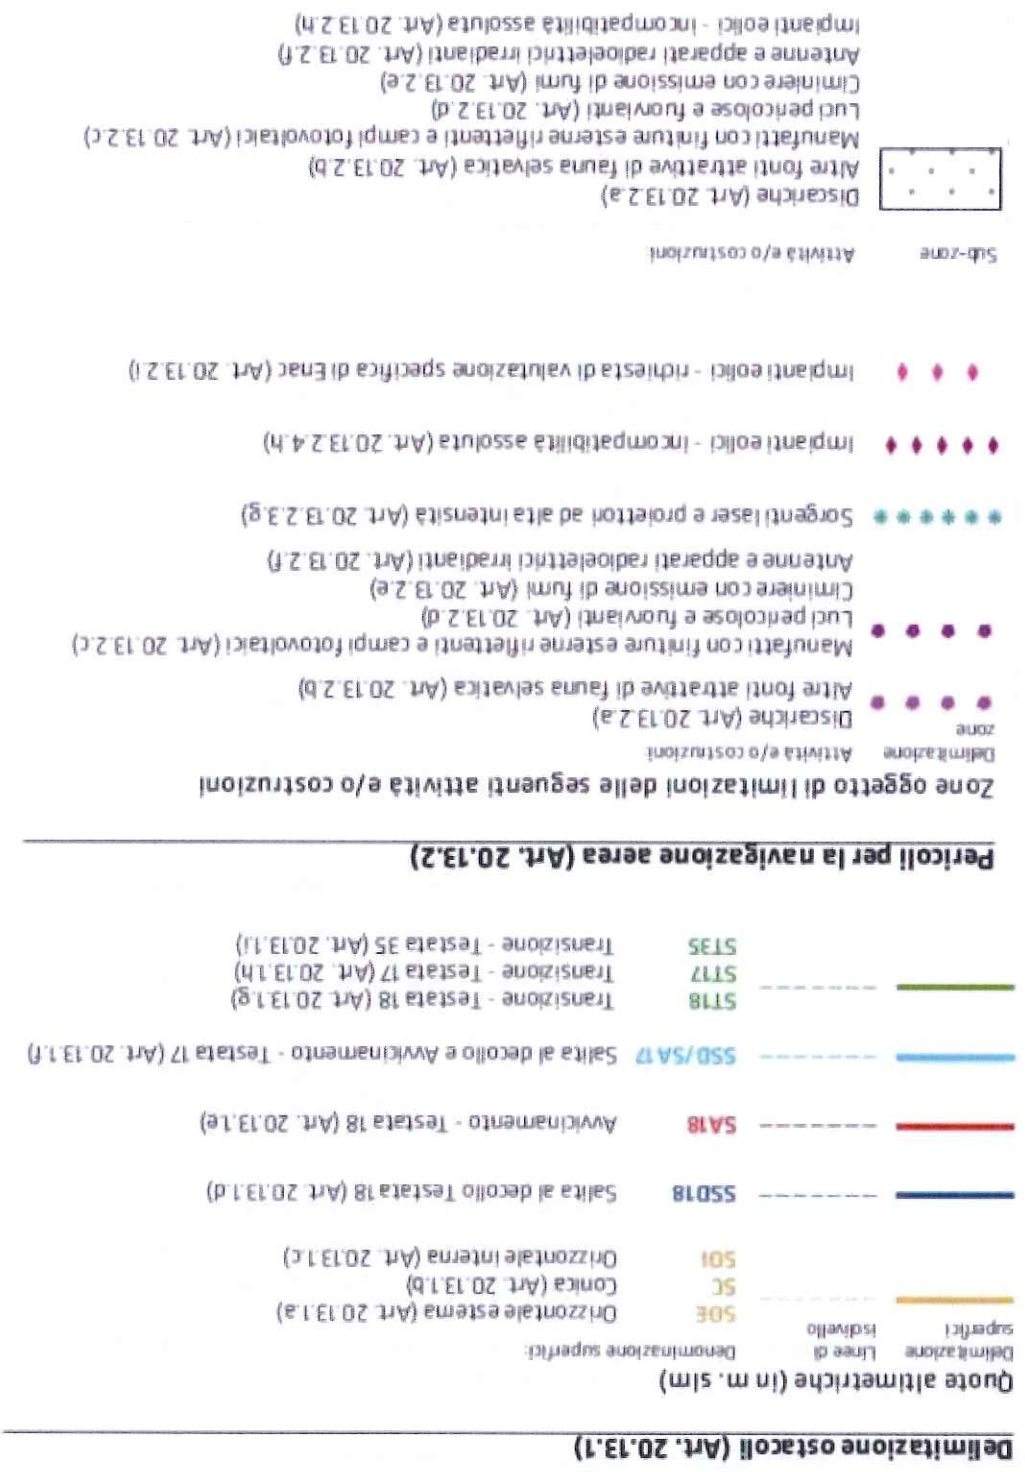 Delimitazione ostacoli (Art. 20.13.1)
Quote altimetriche (in m. slm)
Delimitazione superfici
Linee di isolivello
Denominazione superfici:
SOE Orizzontale esterna (Art. 20.13.1.a)
SC Conica (Art. 20.13.1.b)
SOI Orizzontale interna (Art. 20.13.1.c)
SSD18 Salita al decollo Testata 18 (Art. 20.13.1.d)
SA18 Avvicinamento - Testata 18 (Art. 20.13.1.e)
SSD/SA 17 Salita al decollo e Avvicinamento - Testata 17 (Art. 20.13.1.f)
ST18 Transizione - Testata 18 (Art. 20.13.1.g)
ST17 Transizione - Testata 17 (Art. 20.13.1.h)
ST35 Transizione - Testata 35 (Art. 20.13.1.i)
Pericoli per la navigazione aerea (Art. 20.13.2)
Zone oggetto di limitazioni delle seguenti attività e/o costruzioni
Delimitazione zone
Attività e/o costruzioni:
Discariche (Art. 20.13.2.a)
Altre fonti attrattive di fauna selvatica (Art. 20.13.2.b)
Manufatti con finiture esterne riflettenti e campi fotovoltaici (Art. 20.13.2.c)
Luci pericolose e fuorvianti (Art. 20.13.2.d)
Ciminiere con emissione di fumi (Art. 20.13.2.e)
Antenne e apparati radioelettrici irradianti (Art. 20.13.2.f)
Sorgenti laser e proiettori ad alta intensità (Art. 20.13.2.3.g)
Impianti eolici - Incompatibilità assoluta (Art. 20.13.2.4.h)
Impianti eolici - richiesta di valutazione specifica di Enac (Art. 20.13.2.i)
Sub-zone
Attività e/o costruzioni:
Discariche (Art. 20.13.2.a)
Altre fonti attrattive di fauna selvatica (Art. 20.13.2.b)
Manufatti con finiture esterne riflettenti e campi fotovoltaici (Art. 20.13.2.c)
Luci pericolose e fuorvianti (Art. 20.13.2.d)
Ciminiere con emissione di fumi (Art. 20.13.2.e)
Antenne e apparati radioelettrici irradianti (Art. 20.13.2.f)
Impianti eolici - Incompatibilità assoluta (Art. 20.13.2.h)